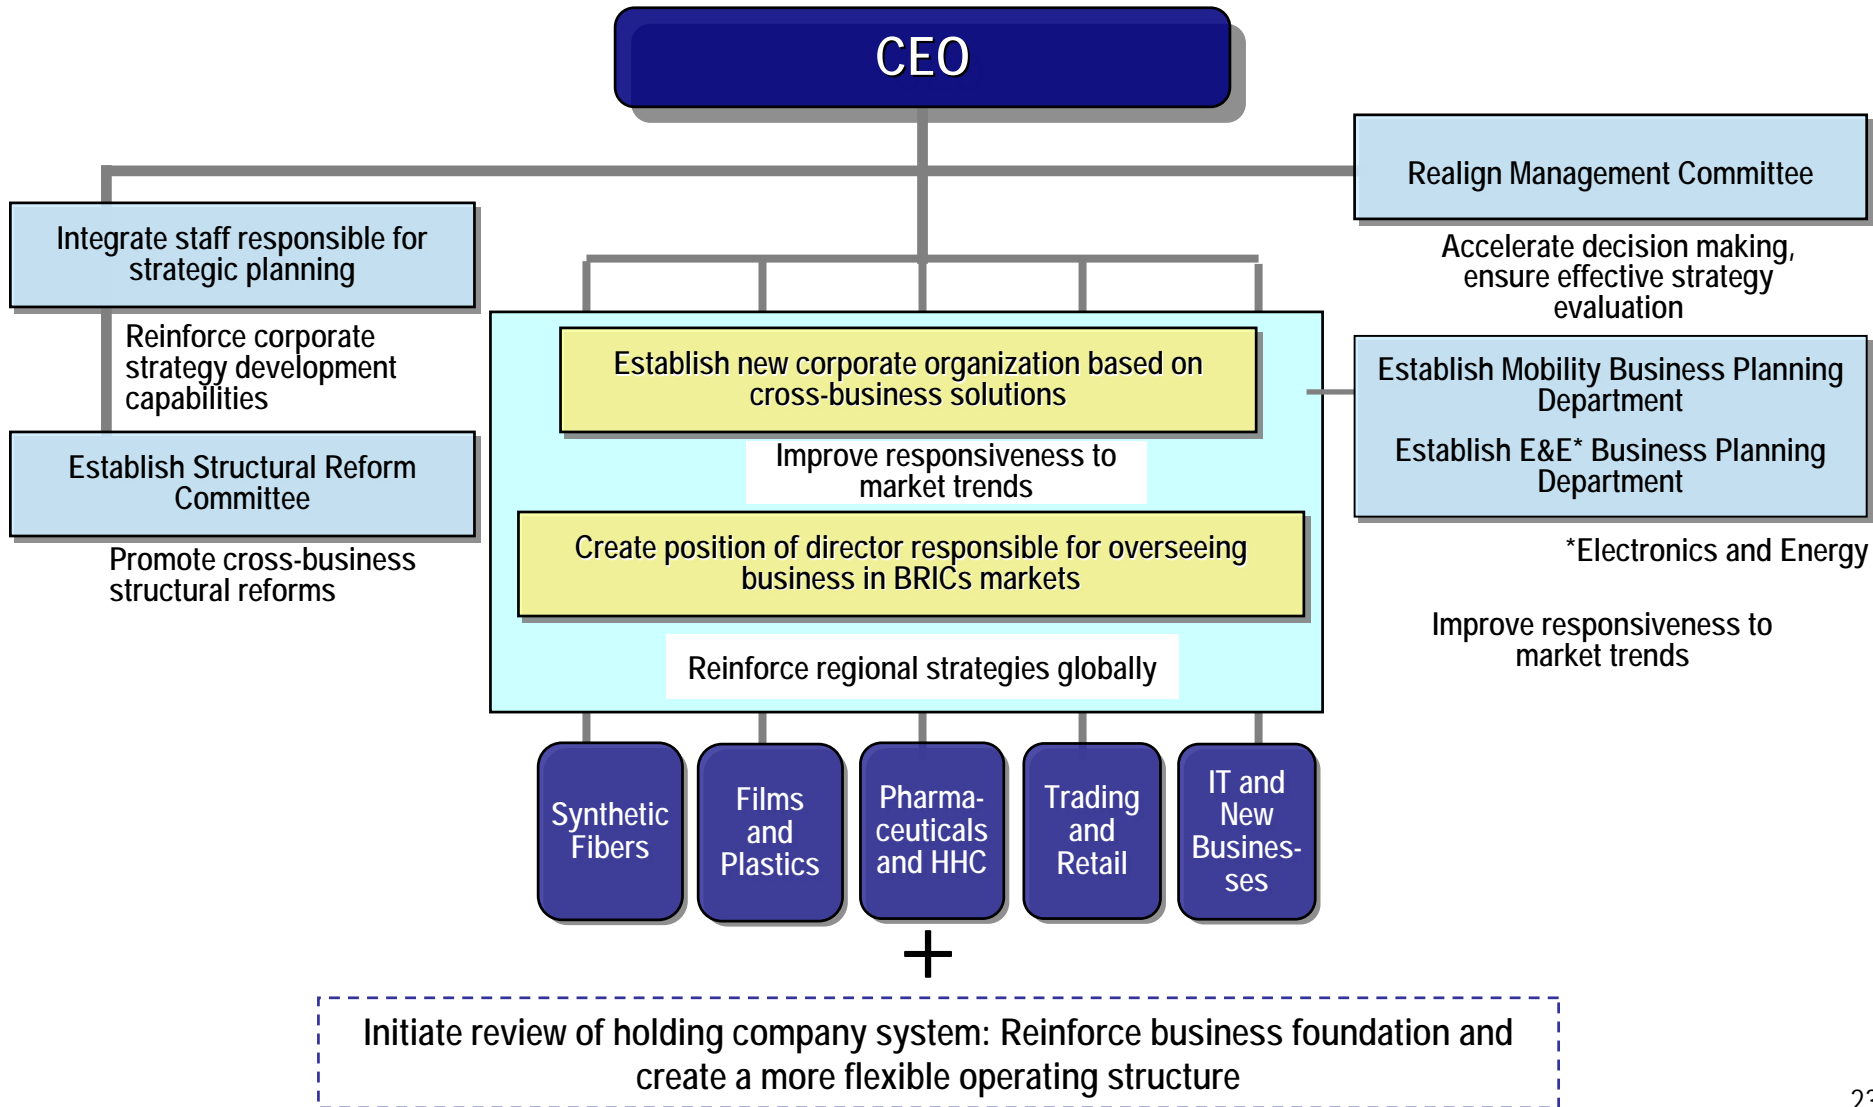 CEO
Realign Management Committee
Accelerate decision making,
ensure effective strategy
evaluation
Integrate staff responsible for
strategic planning
Reinforce corporate
strategy development
capabilities
Establish Structural Reform
Committee
Promote cross-business
structural reforms
Establish new corporate organization based on
cross-business solutions
Improve responsiveness to
market trends
Create position of director responsible for overseeing
business in BRICs markets
Reinforce regional strategies globally
Establish Mobility Business Planning
Department
Establish E&E* Business Planning
Department
*Electronics and Energy
Improve responsiveness to
market trends
Synthetic
Fibers
Films
and
Plastics
Pharma-
ceuticals
and HHC
Trading
and
Retail
IT and
New
Busines-
ses
+
Initiate review of holding company system: Reinforce business foundation and
create a more flexible operating structure
23